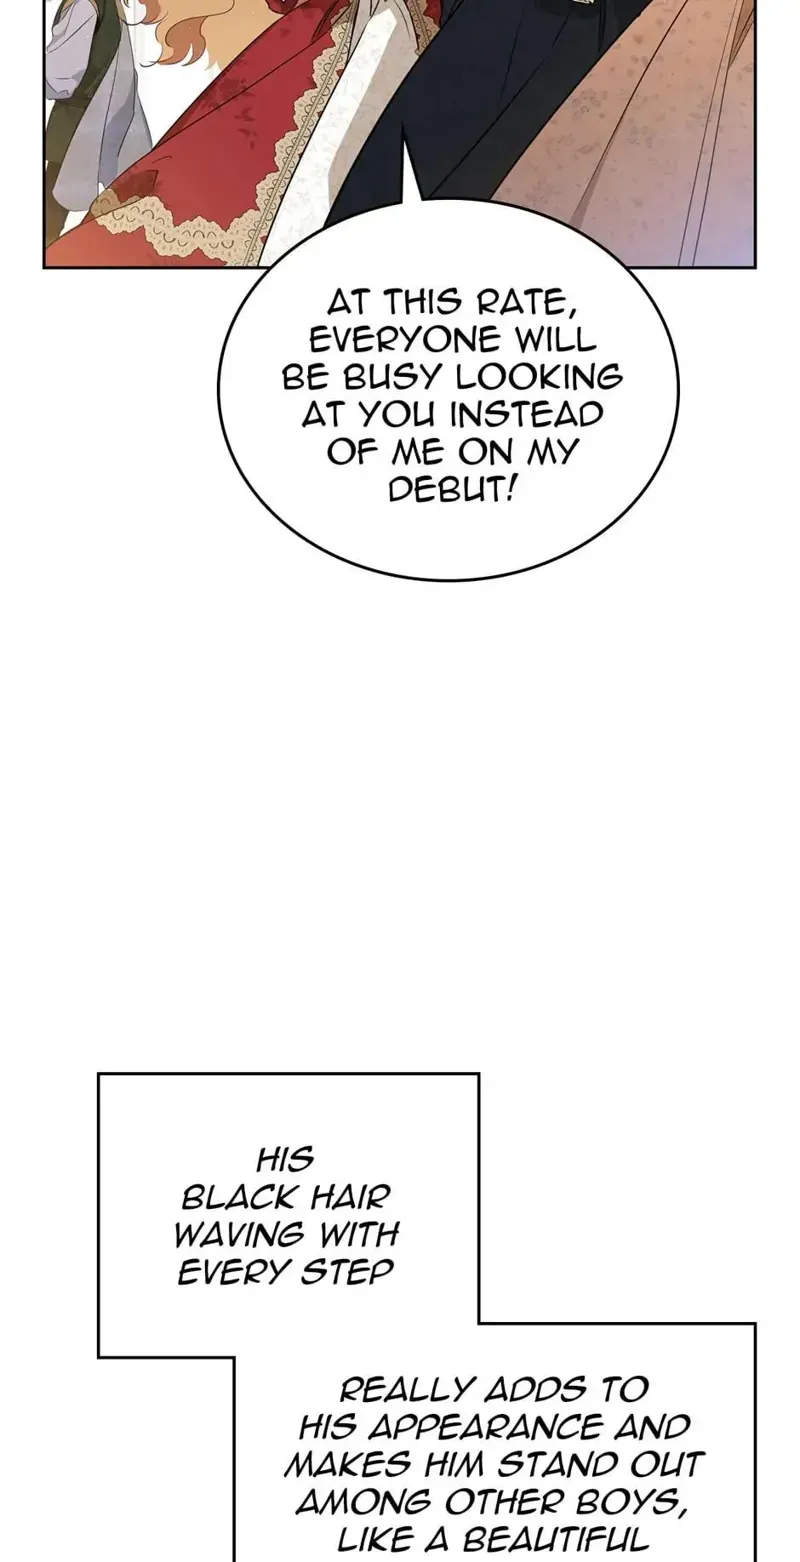 AT THIS RATE,
EVERYONE WILL
BE BUSY LOOKING
AT YOU INSTEAD
OF ME ON MY
DEBUT!
HIS
BLACK HAIR
WAVING WITH
EVERY STEP
REALLY ADDS TO
HIS APPEARANCE AND
MAKES HIM STAND OUT
AMONG OTHER BOYS,
LIKE A BEAUTIFUL